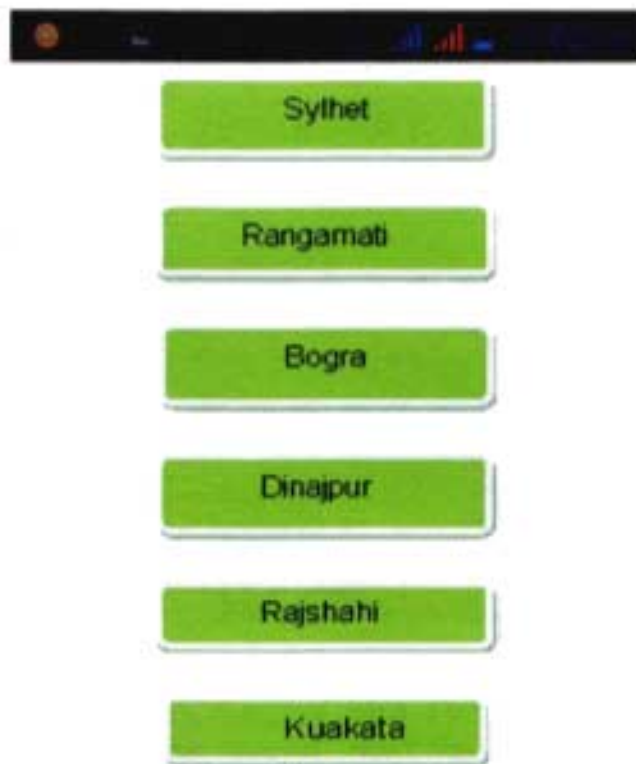 Sylhet
Rangamati
Bogra
Dinajpur
Rajshahi
Kuakata